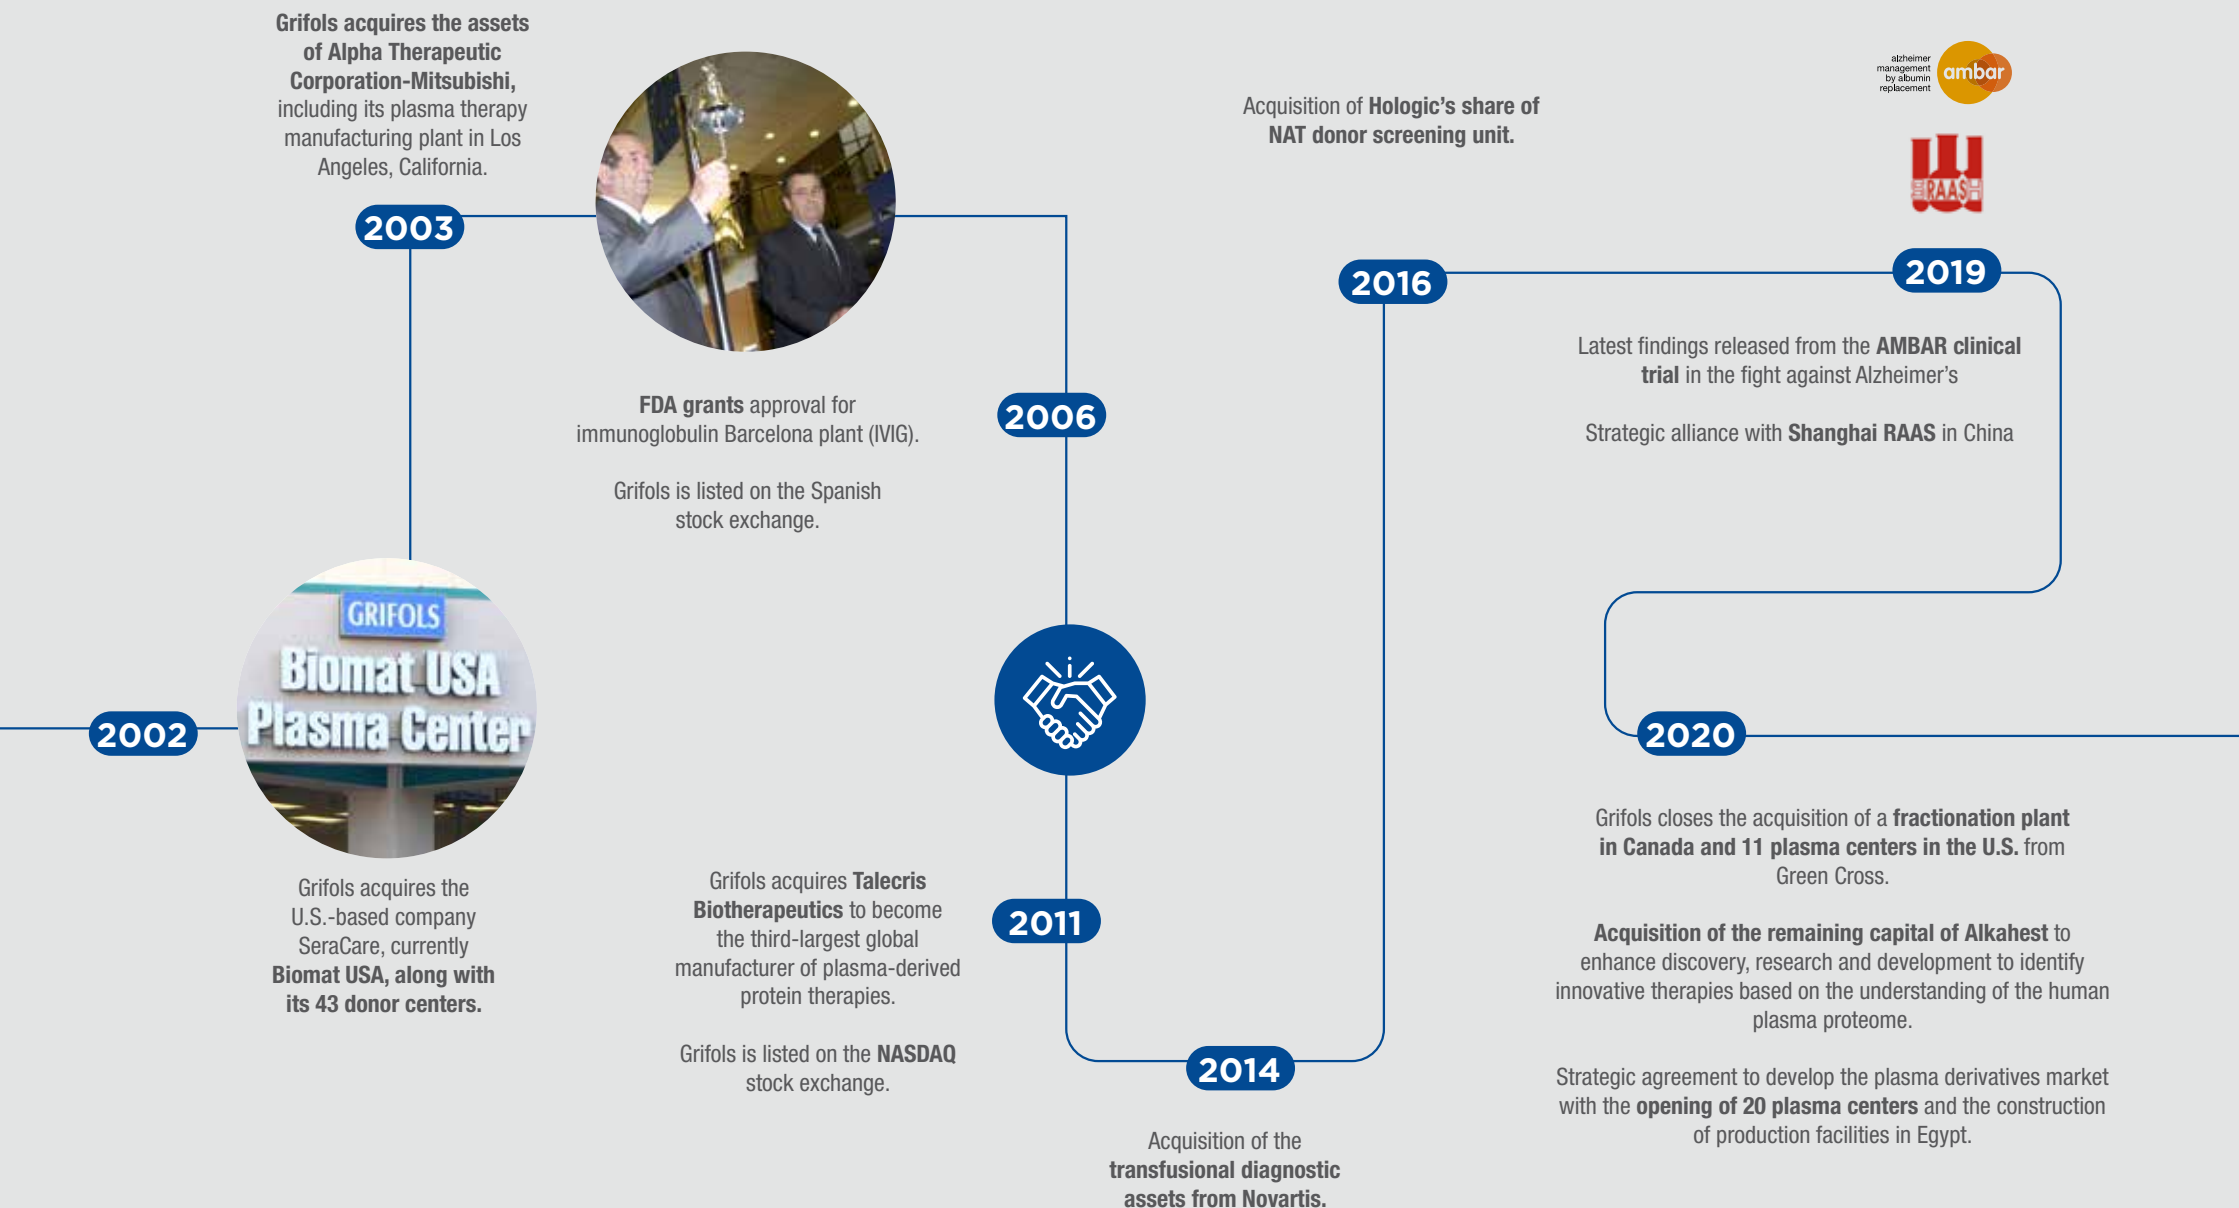 2002
GRIFOLS
Biomat USA
Plasma Center
Grifols acquires the
U.S.-based company
SeraCare, currently
Biomat USA, along with
its 43 donor centers.
Grifols acquires the assets
of Alpha Therapeutic
Corporation-Mitsubishi,
including its plasma therapy
manufacturing plant in Los
Angeles, California.
2003
FDA grants approval for
immunoglobulin Barcelona plant (IVIG).
Grifols is listed on the Spanish
stock exchange.
2006
Grifols acquires Talecris
Biotherapeutics to become
the third-largest global
manufacturer of plasma-derived
protein therapies.
Grifols is listed on the NASDAQ
stock exchange.
2011
2014
Acquisition of the
transfusional diagnostic
assets from Novartis.
Acquisition of Hologic’s share of
NAT donor screening unit.
2016
alzheimer
management
by albumin
replacement
ambar
RAAS
2019
Latest findings released from the AMBAR clinical
trial in the fight against Alzheimer’s
Strategic alliance with Shanghai RAAS in China
2020
Grifols closes the acquisition of a fractionation plant
in Canada and 11 plasma centers in the U.S. from
Green Cross.
Acquisition of the remaining capital of Alkahest to
enhance discovery, research and development to identify
innovative therapies based on the understanding of the human
plasma proteome.
Strategic agreement to develop the plasma derivatives market
with the opening of 20 plasma centers and the construction
of production facilities in Egypt.